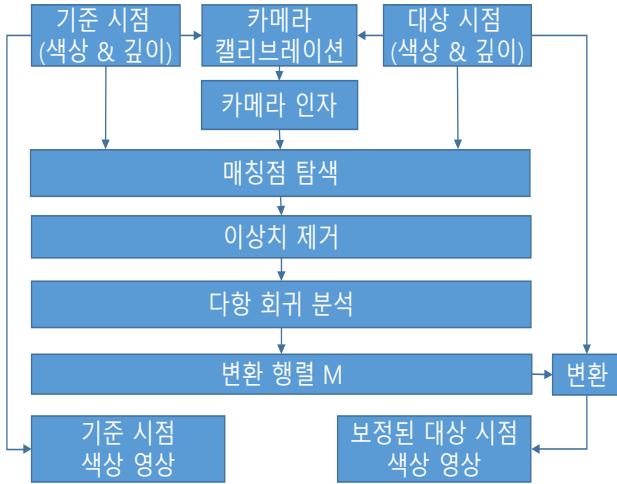 기준 시점
(색상 & 깊이)
카메라
캘리브레이션
대상 시점
(색상 & 깊이)
카메라 인자
매칭점 탐색
이상치 제거
다항 회귀 분석
변환 행렬 M
변환
기준 시점
색상 영상
보정된 대상 시점
색상 영상